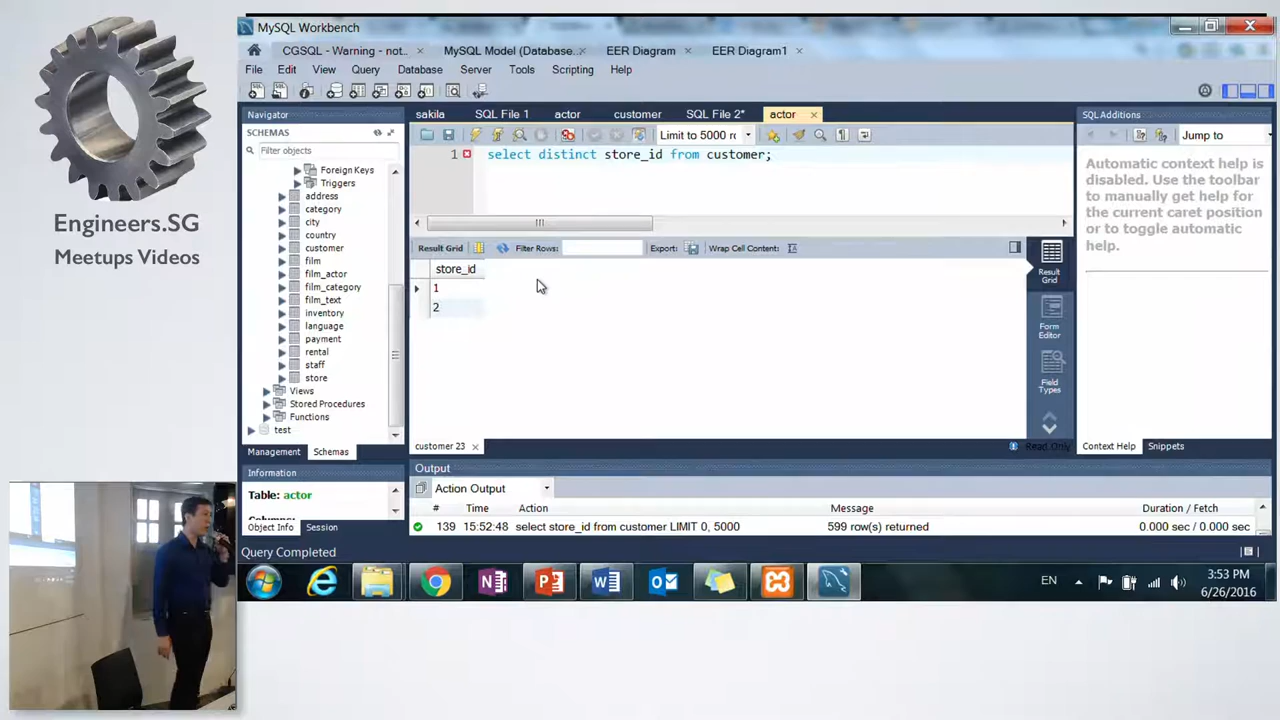 Engineers.SG
Meetups Videos
MySQL Workbench
CGSQL - Warning - not...
MySQL Model (Database...
EER Diagram
EER Diagram1
File Edit View Query Database Server Tools Scripting Help
Navigator
SCHEMAS
Filter objects
Foreign Keys
Triggers
address
category
city
country
customer
film
film_actor
film_category
film_text
inventory
language
payment
rental
staff
store
Views
Stored Procedures
Functions
test
Management Schemas
Information
Table: actor
Object Info Session
Query Completed
sakila SQL File 1 actor customer SQL File 2* actor
Limit to 5000 rc
1 select distinct store_id from customer;
Result Grid Filter Rows: Export: Wrap Cell Content:
store_id
1
2
Result
Grid
Form
Editor
Field
Types
customer 23
Read Only
Output
Action Output
# Time Action Message Duration / Fetch
139 15:52:48 select store_id from customer LIMIT 0, 5000 599 row(s) returned 0.000 sec / 0.000 sec
SQL Additions
Jump to
Automatic context help is
disabled. Use the toolbar
to manually get help for
the current caret position
or to toggle automatic
help.
Context Help Snippets
EN
3:53 PM
6/26/2016